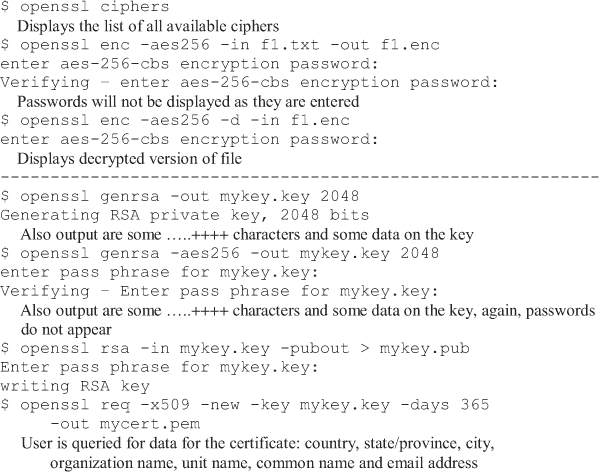 $ openssl ciphers
Displays the list of all available ciphers
$ openssl enc -aes256 -in f1.txt -out f1.enc
enter aes-256-cbs encryption password:
Verifying – enter aes-256-cbs encryption password:
Passwords will not be displayed as they are entered
$ openssl enc -aes256 -d -in f1.enc
enter aes-256-cbs encryption password:
Displays decrypted version of file
------------------------------------------------------------
$ openssl genrsa -out mykey.key 2048
Generating RSA private key, 2048 bits
Also output are some …..++++ characters and some data on the key
$ openssl genrsa -aes256 -out mykey.key 2048
enter pass phrase for mykey.key:
Verifying – Enter pass phrase for mykey.key:
Also output are some …..++++ characters and some data on the key, again, passwords
do not appear
$ openssl rsa -in mykey.key -pubout > mykey.pub
Enter pass phrase for mykey.key:
writing RSA key
$ openssl req -x509 -new -key mykey.key -days 365
-out mycert.pem
User is queried for data for the certificate: country, state/province, city,
organization name, unit name, common name and email address